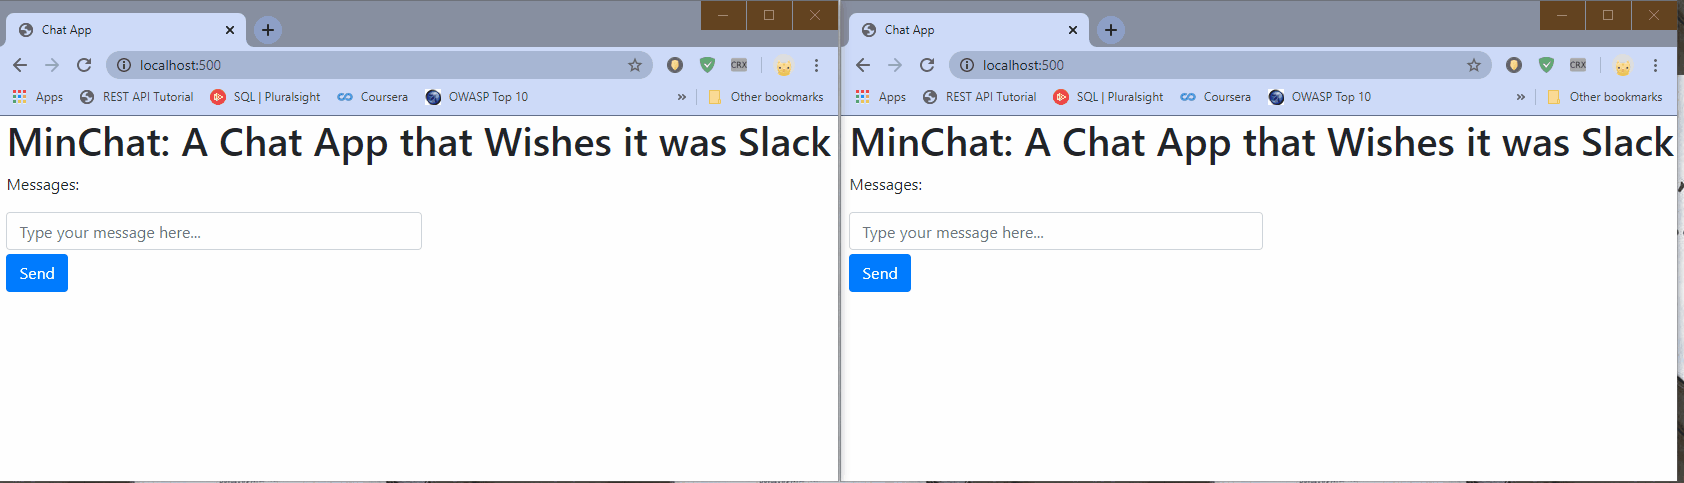 Chat App
localhost:500
CRX
Apps REST API Tutorial SQL | Pluralsight Coursera OWASP Top 10 » Other bookmarks
MinChat: A Chat App that Wishes it was Slack
Messages:
Type your message here...
Send
Chat App
localhost:500
CRX
Apps REST API Tutorial SQL | Pluralsight Coursera OWASP Top 10 » Other bookmarks
MinChat: A Chat App that Wishes it was Slack
Messages:
Type your message here...
Send